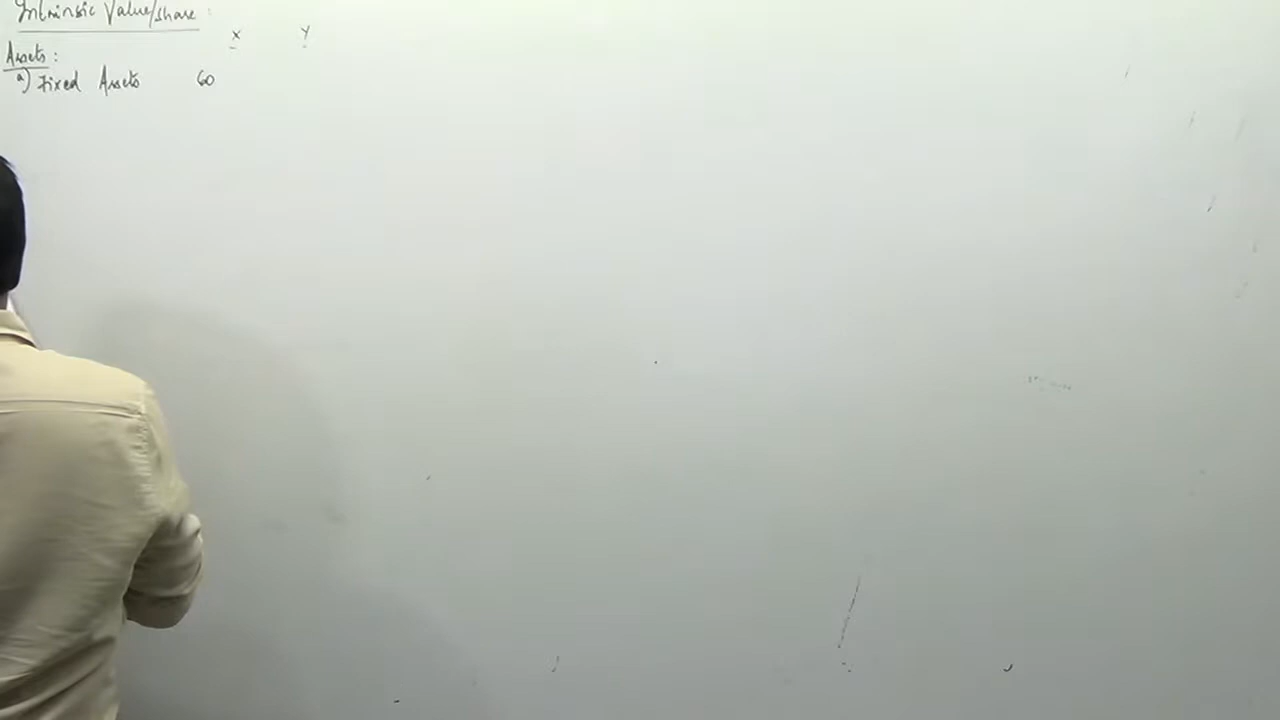 Intrinsic Value/share :
X Y
Assets :
a) Fixed Assets 60